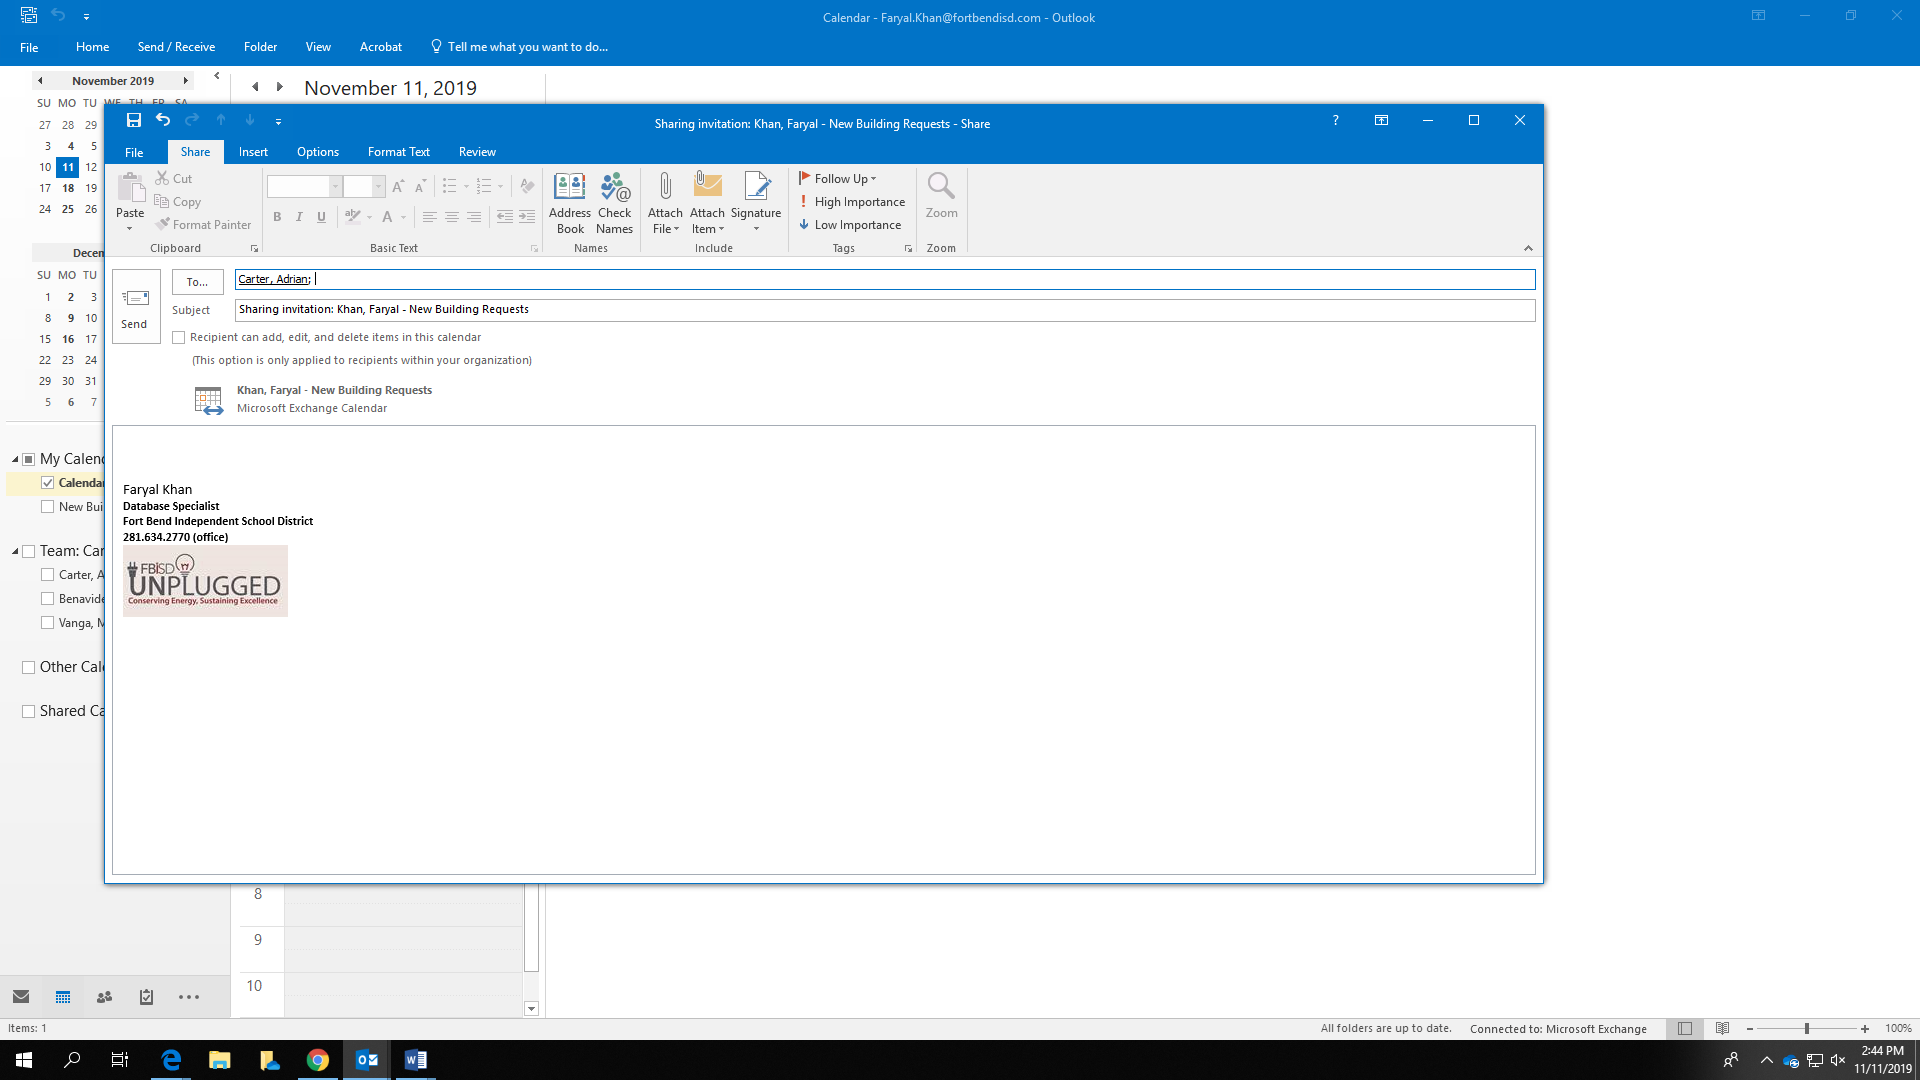 Calendar - Faryal.Khan@fortbendisd.com - Outlook
File Home Send / Receive Folder View Acrobat Tell me what you want to do...
November 2019
November 11, 2019
SU MO TU WE TH FR SA
27 28 29
3 4 5
10 11 12
17 18 19
24 25 26
Decem
SU MO TU
1 2 3
8 9 10
15 16 17
22 23 24
29 30 31
5 6 7
My Calend
Calendar
New Bui
Team: Car
Carter, A
Benavide
Vanga, M
Other Cale
Shared Ca
Sharing invitation: Khan, Faryal - New Building Requests - Share
?
File Share Insert Options Format Text Review
Paste
Cut
Copy
Format Painter
Clipboard
B I U
A
Basic Text
Address Book
Check Names
Names
Attach File
Attach Item
Signature
Include
Follow Up
High Importance
Low Importance
Tags
Zoom
Zoom
Send
To...
Carter, Adrian;
Subject
Sharing invitation: Khan, Faryal - New Building Requests
Recipient can add, edit, and delete items in this calendar
(This option is only applied to recipients within your organization)
Khan, Faryal - New Building Requests
Microsoft Exchange Calendar
Faryal Khan
Database Specialist
Fort Bend Independent School District
281.634.2770 (office)
FBISD
UNPLUGGED
Conserving Energy, Sustaining Excellence
8
9
10
Items: 1
All folders are up to date. Connected to: Microsoft Exchange
100%
2:44 PM
11/11/2019